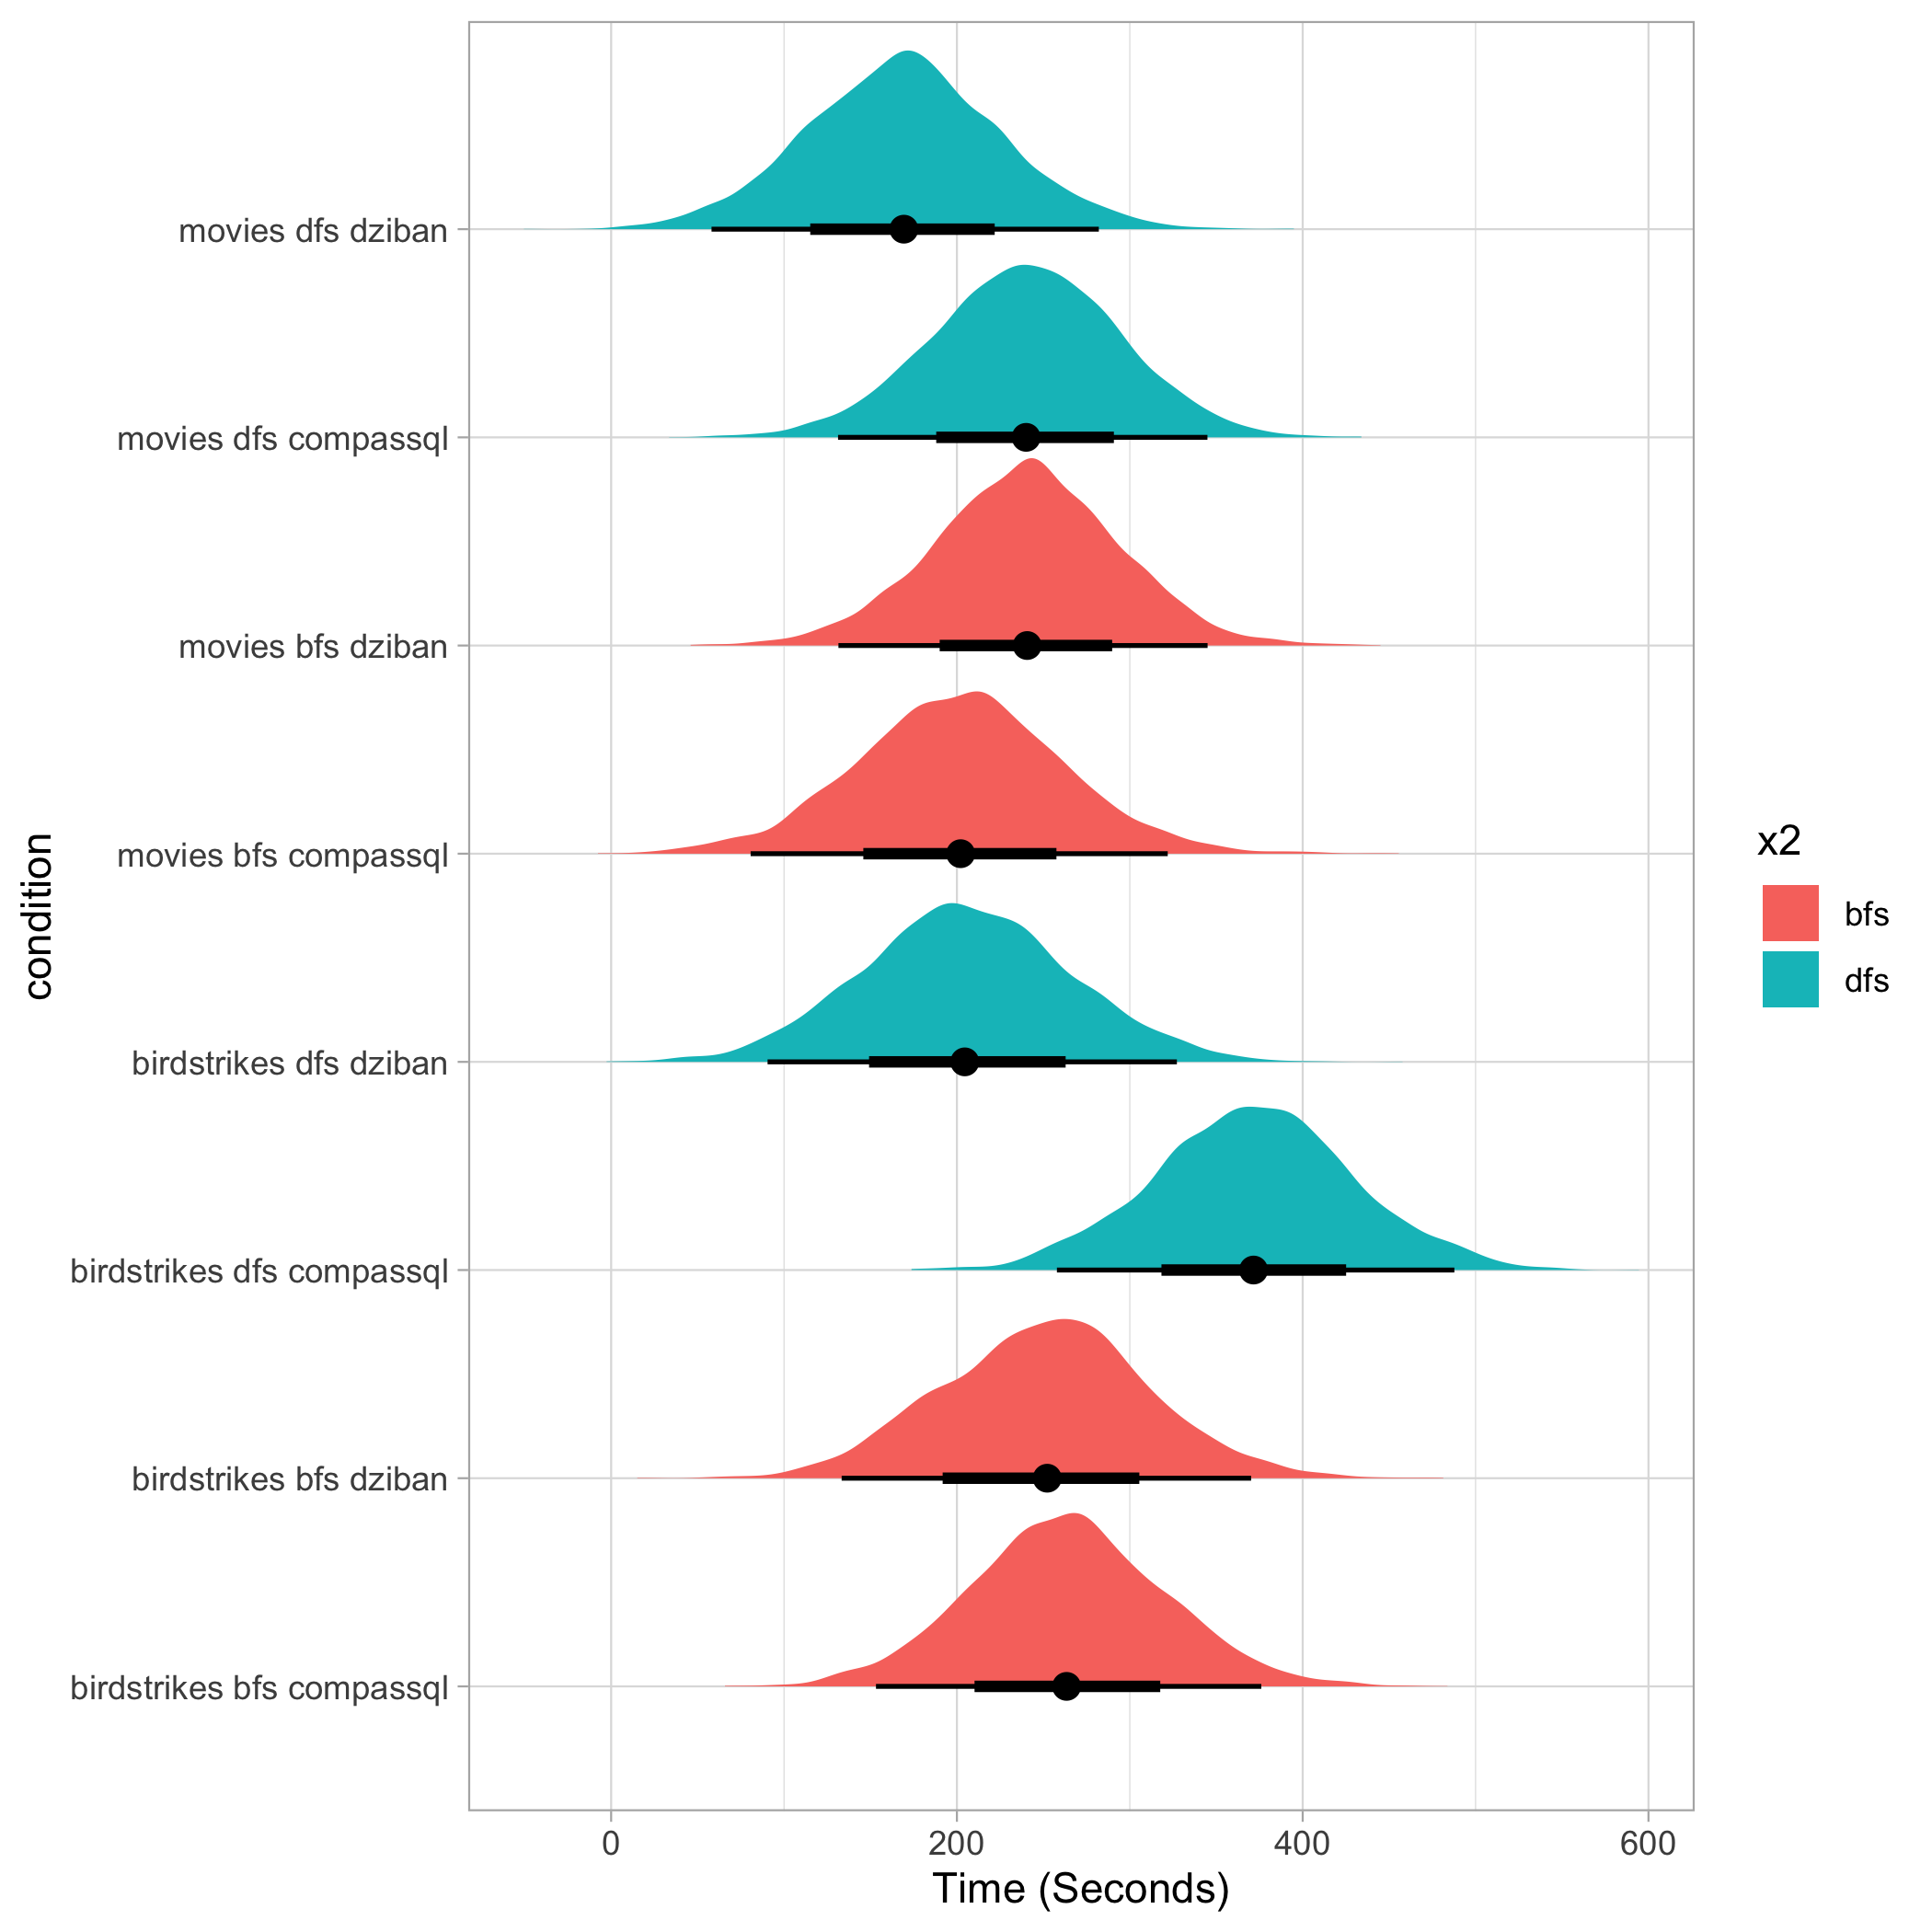 movies dfs dziban
movies dfs compassql
movies bfs dziban
movies bfs compassql
birdstrikes dfs dziban
birdstrikes dfs compassql
birdstrikes bfs dziban
birdstrikes bfs compassql
condition
0 200 400 600
Time (Seconds)
x2
bfs
dfs